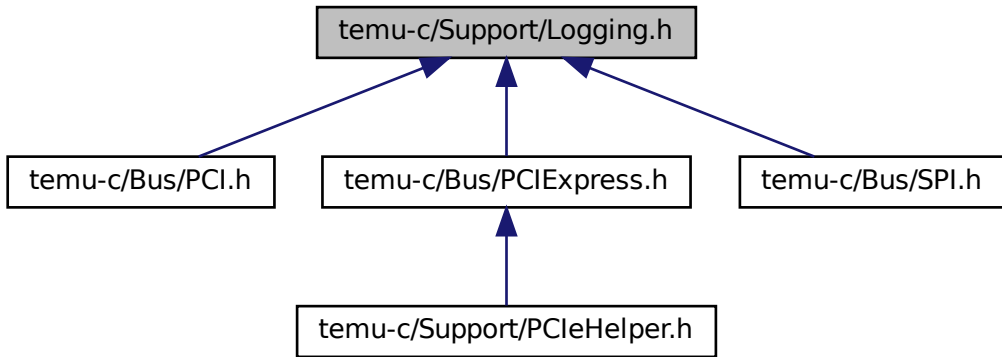 temu-c/Support/Logging.h
temu-c/Bus/PCI.h
temu-c/Bus/PCIExpress.h
temu-c/Bus/SPI.h
temu-c/Support/PCIeHelper.h